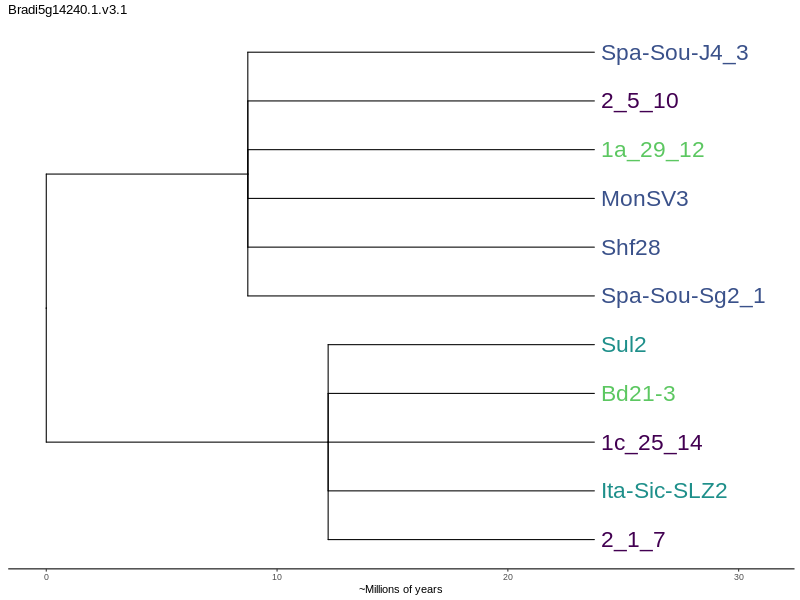 Bradi5g14240.1.v3.1
Spa-Sou-J4_3
2_5_10
1a_29_12
MonSV3
Shf28
Spa-Sou-Sg2_1
Sul2
Bd21-3
1c_25_14
Ita-Sic-SLZ2
2_1_7
0 10 20 30
~Millions of years